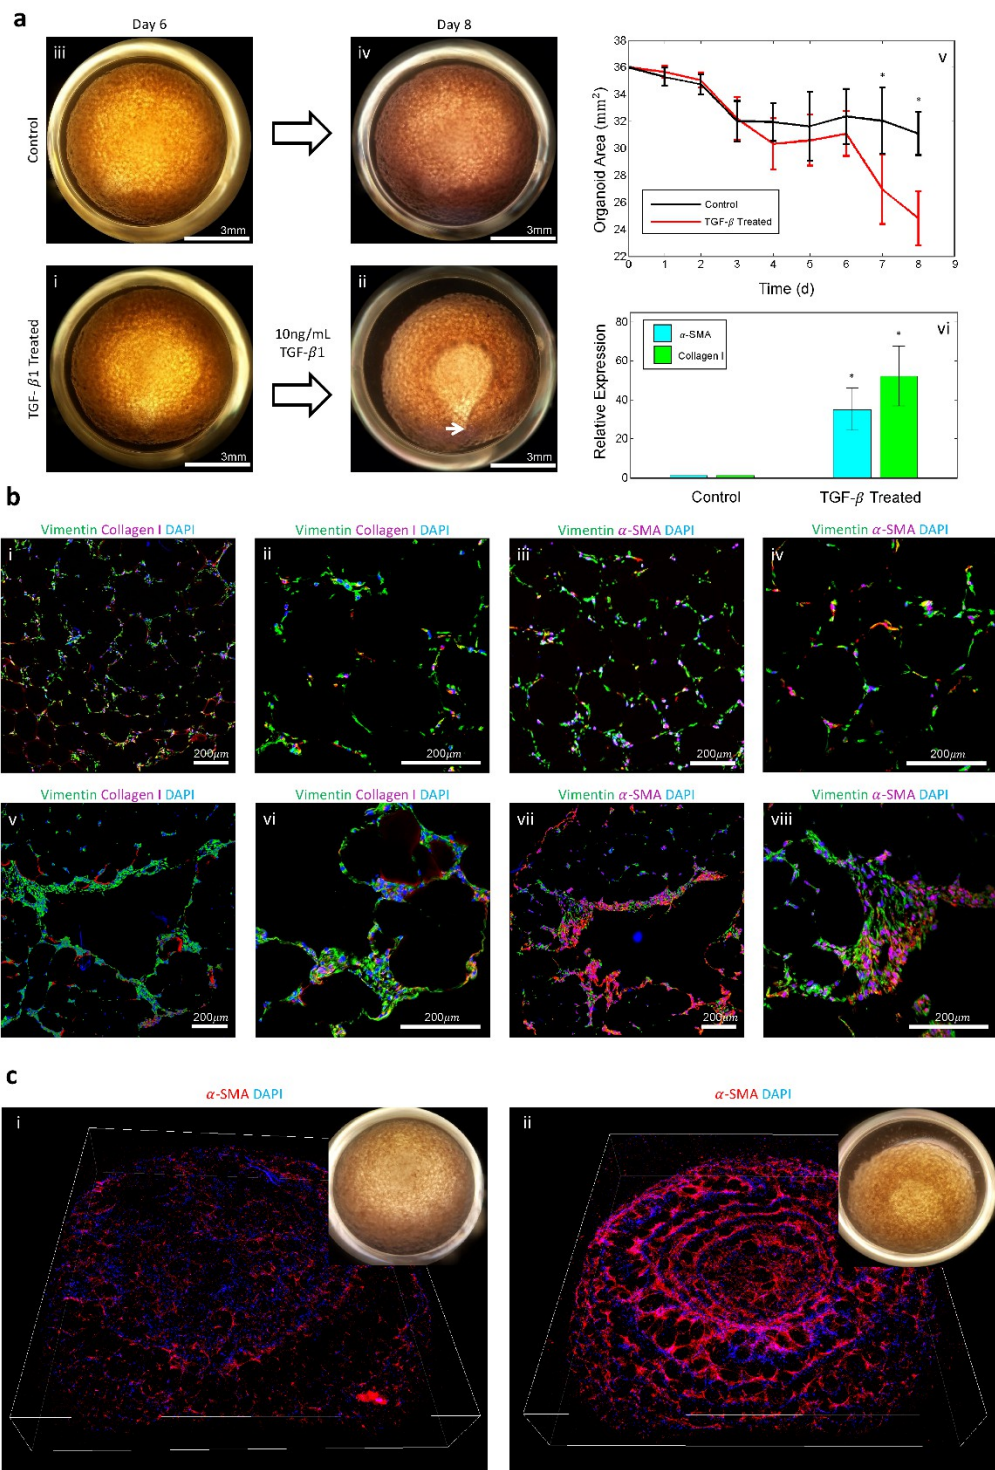 a
Day 6
Day 8
Control
iii
3mm
iv
3mm
TGF- β1 Treated
i
3mm
10ng/mL
TGF-β1
ii
3mm
v
Organoid Area (mm²)
38
36
34
32
30
28
26
24
22
0 1 2 3 4 5 6 7 8 9
* *
Control
TGF-β Treated
Time (d)
vi
Relative Expression
80
60
40
20
0
α-SMA
Collagen I
* *
Control
TGF-β Treated
b
Vimentin Collagen I DAPI
i
200μm
Vimentin Collagen I DAPI
ii
200μm
Vimentin α-SMA DAPI
iii
200μm
Vimentin α-SMA DAPI
iv
200μm
Vimentin Collagen I DAPI
v
200μm
Vimentin Collagen I DAPI
vi
200μm
Vimentin α-SMA DAPI
vii
200μm
Vimentin α-SMA DAPI
viii
200μm
c
α-SMA DAPI
i
α-SMA DAPI
ii